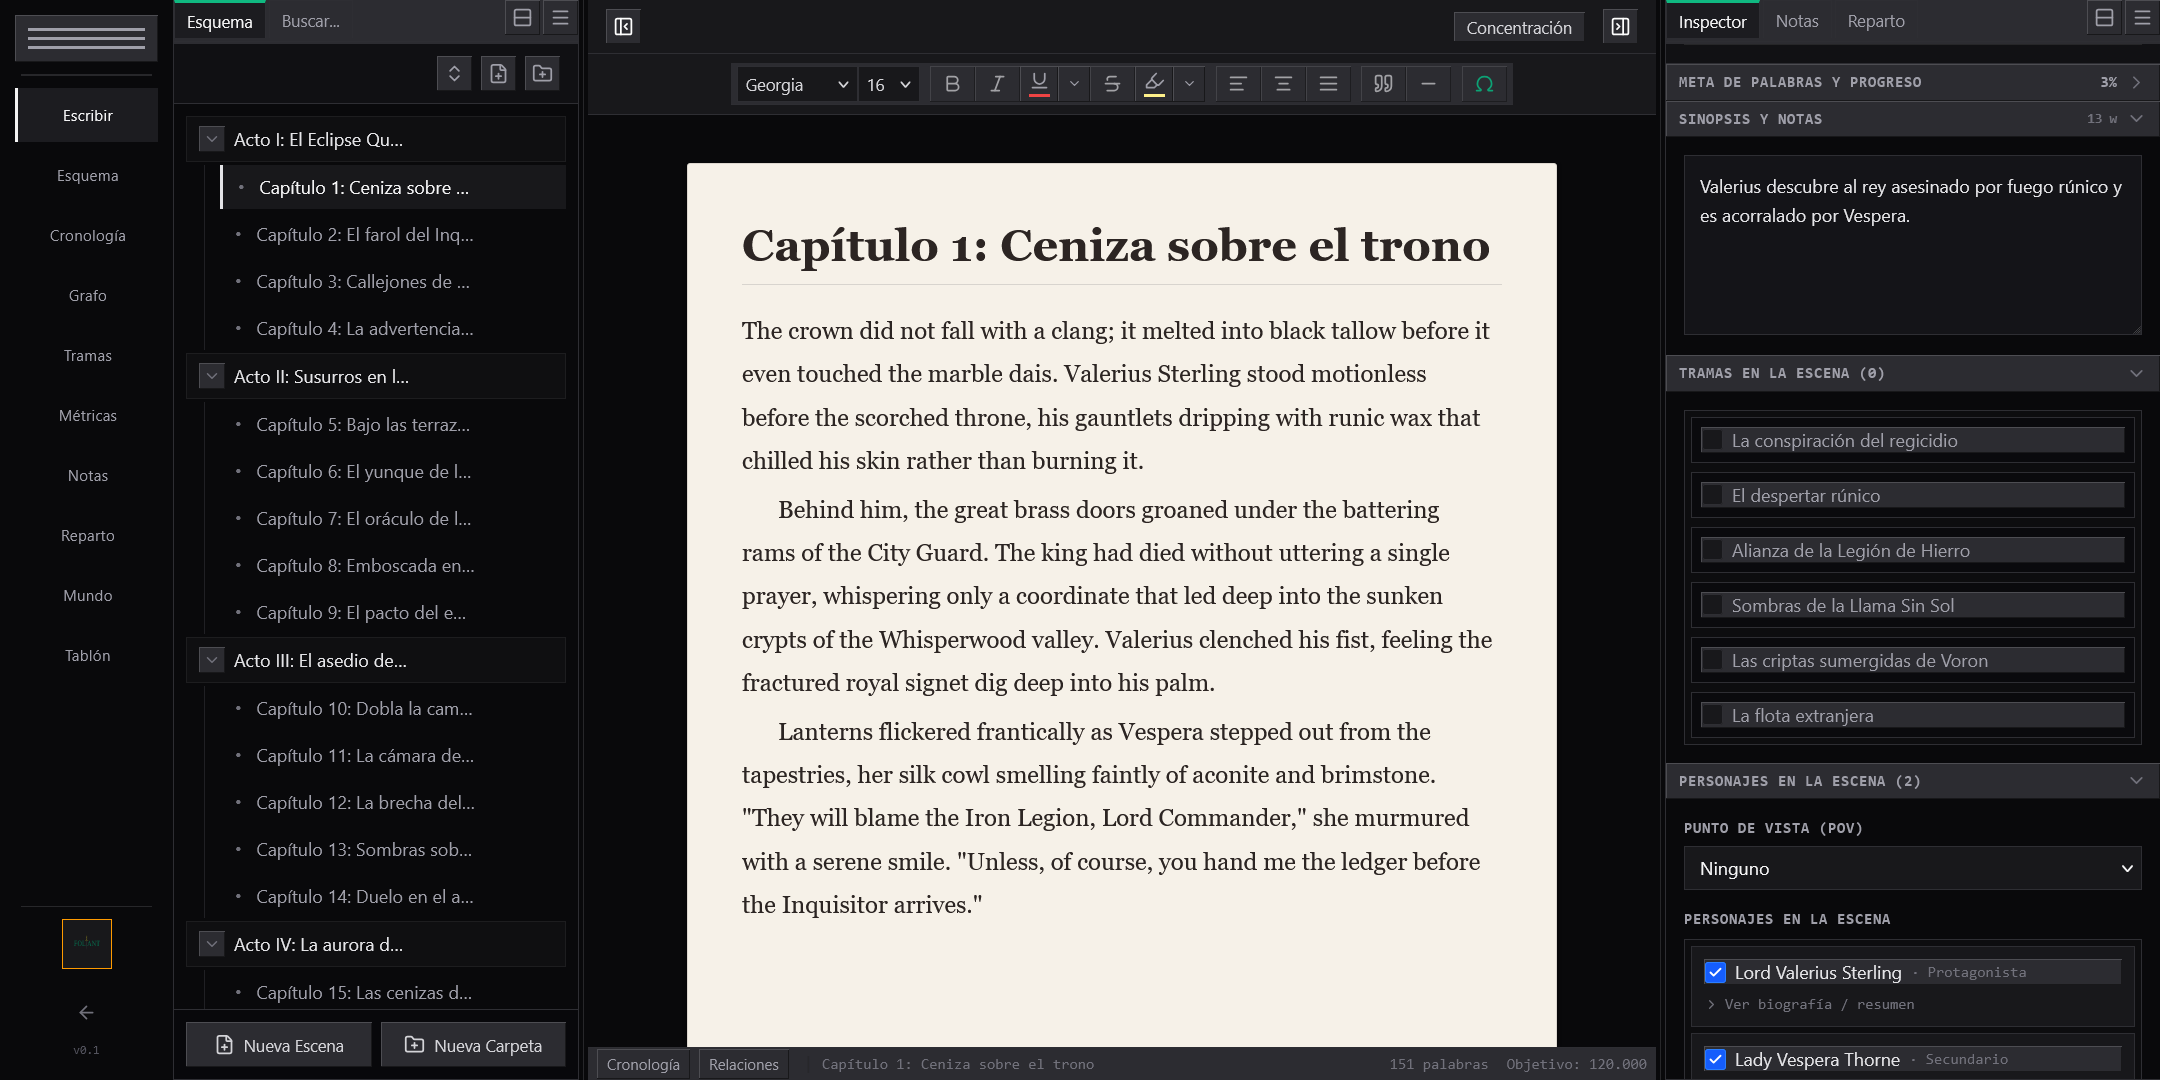 Escribir
Esquema
Cronología
Grafo
Tramas
Métricas
Notas
Reparto
Mundo
Tablón
v0.1
Esquema
Buscar...
Acto I: El Eclipse Qu...
Capítulo 1: Ceniza sobre ...
Capítulo 2: El farol del Inq...
Capítulo 3: Callejones de ...
Capítulo 4: La advertencia...
Acto II: Susurros en l...
Capítulo 5: Bajo las terraz...
Capítulo 6: El yunque de l...
Capítulo 7: El oráculo de l...
Capítulo 8: Emboscada en...
Capítulo 9: El pacto del e...
Acto III: El asedio de...
Capítulo 10: Dobla la cam...
Capítulo 11: La cámara de...
Capítulo 12: La brecha del...
Capítulo 13: Sombras sob...
Capítulo 14: Duelo en el a...
Acto IV: La aurora d...
Capítulo 15: Las cenizas d...
Nueva Escena
Nueva Carpeta
Concentración
Georgia
16
Capítulo 1: Ceniza sobre el trono
The crown did not fall with a clang; it melted into black tallow before it
even touched the marble dais. Valerius Sterling stood motionless
before the scorched throne, his gauntlets dripping with runic wax that
chilled his skin rather than burning it.
Behind him, the great brass doors groaned under the battering
rams of the City Guard. The king had died without uttering a single
prayer, whispering only a coordinate that led deep into the sunken
crypts of the Whisperwood valley. Valerius clenched his fist, feeling the
fractured royal signet dig deep into his palm.
Lanterns flickered frantically as Vespera stepped out from the
tapestries, her silk cowl smelling faintly of aconite and brimstone.
"They will blame the Iron Legion, Lord Commander," she murmured
with a serene smile. "Unless, of course, you hand me the ledger before
the Inquisitor arrives."
Cronología
Relaciones
Capítulo 1: Ceniza sobre el trono
151 palabras
Objetivo: 120.000
Inspector
Notas
Reparto
META DE PALABRAS Y PROGRESO
3%
SINOPSIS Y NOTAS
13 w
Valerius descubre al rey asesinado por fuego rúnico y
es acorralado por Vespera.
TRAMAS EN LA ESCENA (0)
La conspiración del regicidio
El despertar rúnico
Alianza de la Legión de Hierro
Sombras de la Llama Sin Sol
Las criptas sumergidas de Voron
La flota extranjera
PERSONAJES EN LA ESCENA (2)
PUNTO DE VISTA (POV)
Ninguno
PERSONAJES EN LA ESCENA
Lord Valerius Sterling · Protagonista
Ver biografía / resumen
Lady Vespera Thorne · Secundario